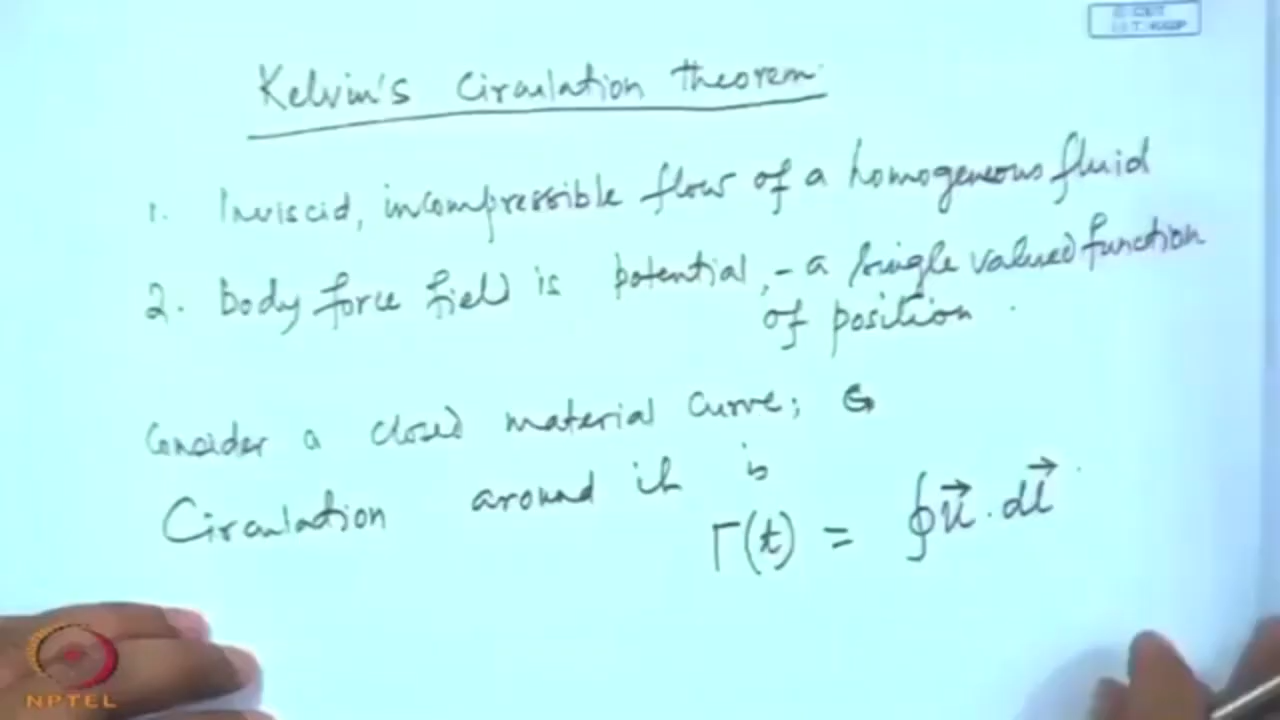 Kelvin's Circulation theorem
1. Inviscid, incompressible flow of a homogeneous fluid
2. Body force field is potential, - a single valued function
of position.
Consider a closed material curve;
Circulation around it is
Γ(t) = ∮ u⃗ . dl⃗
NPTEL